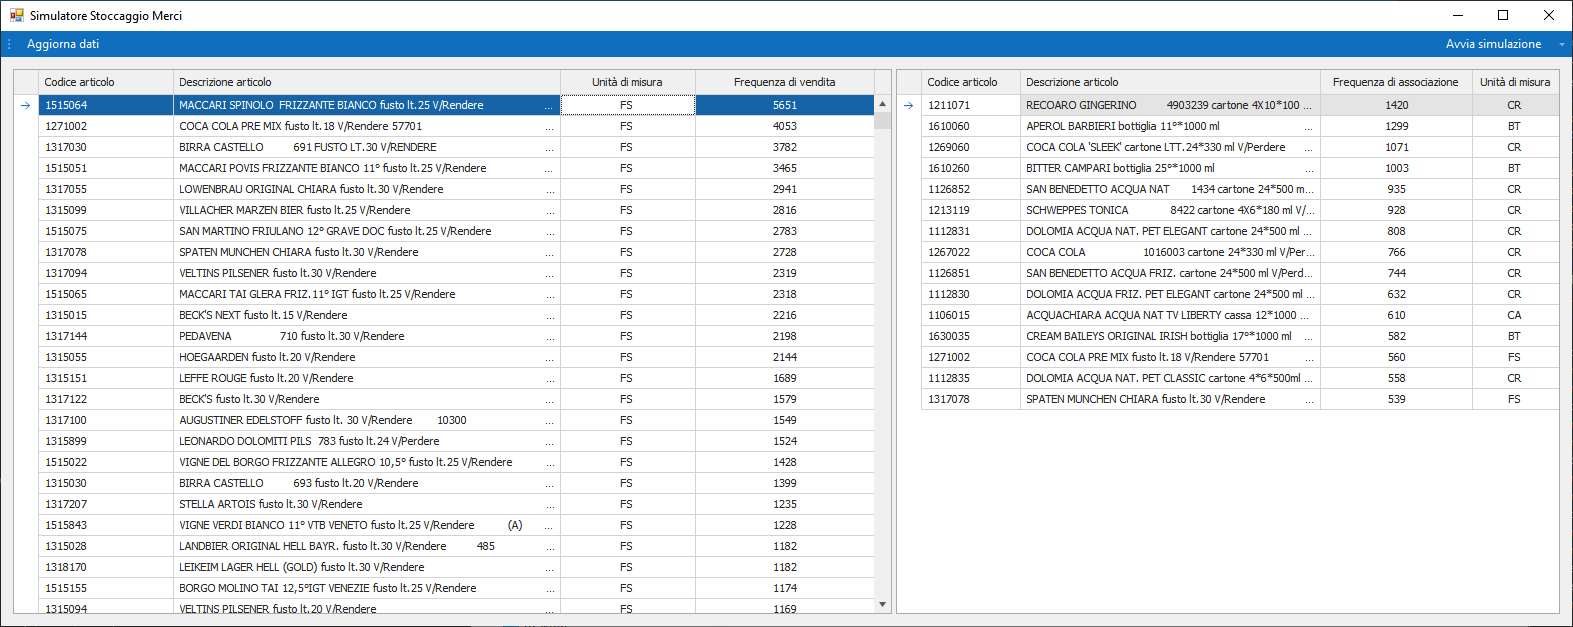 Simulatore Stoccaggio Merci
Aggiorna dati Avvia simulazione
Codice articolo Descrizione articolo Unità di misura Frequenza di vendita
1515064 MACCARI SPINOLO FRIZZANTE BIANCO fusto lt.25 V/Rendere ... FS 5651
1271002 COCA COLA PRE MIX fusto lt.18 V/Rendere 57701 ... FS 4053
1317030 BIRRA CASTELLO 691 FUSTO LT.30 V/RENDERE ... FS 3782
1515051 MACCARI POVIS FRIZZANTE BIANCO 11° fusto lt.25 V/Rendere ... FS 3465
1317055 LOWENBRAU ORIGINAL CHIARA fusto lt.30 V/Rendere ... FS 2941
1315099 VILLACHER MARZEN BIER fusto lt.25 V/Rendere ... FS 2816
1515075 SAN MARTINO FRIULANO 12° GRAVE DOC fusto lt.25 V/Rendere ... FS 2783
1317078 SPATEN MUNCHEN CHIARA fusto lt.30 V/Rendere ... FS 2728
1317094 VELTINS PILSENER fusto lt.30 V/Rendere ... FS 2319
1515065 MACCARI TAI GLERA FRIZ.11° IGT fusto lt.25 V/Rendere ... FS 2318
1315015 BECK'S NEXT fusto lt.15 V/Rendere ... FS 2216
1317144 PEDAVENA 710 fusto lt.30 V/Rendere ... FS 2198
1315055 HOEGAARDEN fusto lt.20 V/Rendere ... FS 2144
1315151 LEFFE ROUGE fusto lt.20 V/Rendere ... FS 1689
1317122 BECK'S fusto lt.30 V/Rendere ... FS 1579
1317100 AUGUSTINER EDELSTOFF fusto lt. 30 V/Rendere 10300 ... FS 1549
1315899 LEONARDO DOLOMITI PILS 783 fusto lt.24 V/Perdere ... FS 1524
1515022 VIGNE DEL BORGO FRIZZANTE ALLEGRO 10,5° fusto lt.25 V/Rendere ... FS 1428
1315030 BIRRA CASTELLO 693 fusto lt.20 V/Rendere ... FS 1399
1317207 STELLA ARTOIS fusto lt.30 V/Rendere ... FS 1235
1515843 VIGNE VERDI BIANCO 11° VTB VENETO fusto lt.25 V/Rendere (A) ... FS 1228
1315028 LANDBIER ORIGINAL HELL BAYR. fusto lt.30 V/Rendere 485 ... FS 1182
1318170 LEIKEIM LAGER HELL (GOLD) fusto lt.30 V/Rendere ... FS 1182
1515155 BORGO MOLINO TAI 12,5°IGT VENEZIE fusto lt.25 V/Rendere ... FS 1174
1315094 VELTINS PILSENER fusto lt.20 V/Rendere ... FS 1169
Codice articolo Descrizione articolo Frequenza di associazione Unità di misura
1211071 RECOARO GINGERINO 4903239 cartone 4X10*100 ... 1420 CR
1610060 APEROL BARBIERI bottiglia 11°*1000 ml ... 1299 BT
1269060 COCA COLA 'SLEEK' cartone LTT.24*330 ml V/Perdere ... 1071 CR
1610260 BITTER CAMPARI bottiglia 25°*1000 ml ... 1003 BT
1126852 SAN BENEDETTO ACQUA NAT 1434 cartone 24*500 m... 935 CR
1213119 SCHWEPPES TONICA 8422 cartone 4X6*180 ml V/... 928 CR
1112831 DOLOMIA ACQUA NAT. PET ELEGANT cartone 24*500 ml ... 808 CR
1267022 COCA COLA 1016003 cartone 24*330 ml V/Per... 766 CR
1126851 SAN BENEDETTO ACQUA FRIZ. cartone 24*500 ml V/Perd... 744 CR
1112830 DOLOMIA ACQUA FRIZ. PET ELEGANT cartone 24*500 ml ... 632 CR
1106015 ACQUACHIARA ACQUA NAT TV LIBERTY cassa 12*1000 ... 610 CA
1630035 CREAM BAILEYS ORIGINAL IRISH bottiglia 17°*1000 ml ... 582 BT
1271002 COCA COLA PRE MIX fusto lt.18 V/Rendere 57701 ... 560 FS
1112835 DOLOMIA ACQUA NAT. PET CLASSIC cartone 4*6*500ml ... 558 CR
1317078 SPATEN MUNCHEN CHIARA fusto lt.30 V/Rendere ... 539 FS